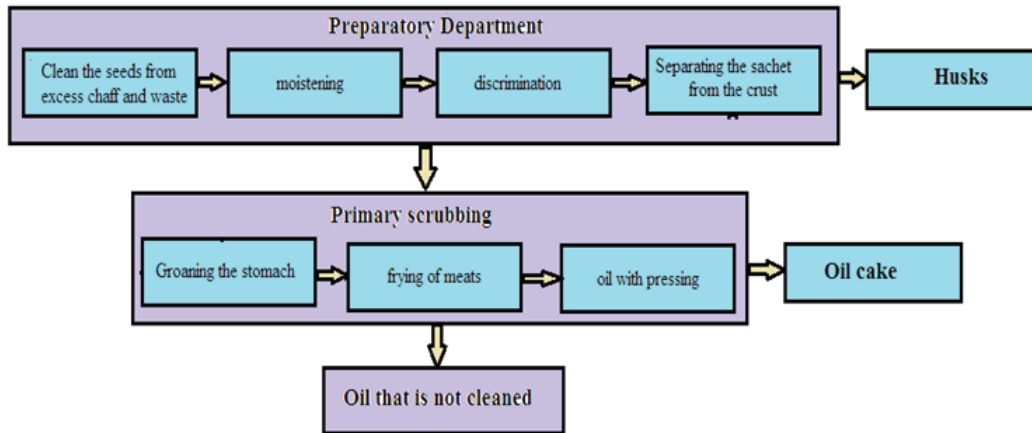 Preparatory Department
Clean the seeds from
excess chaff and waste
moistening
discrimination
Separating the sachet
from the crust
Husks
Primary scrubbing
Groaning the stomach
frying of meats
oil with pressing
Oil cake
Oil that is not cleaned